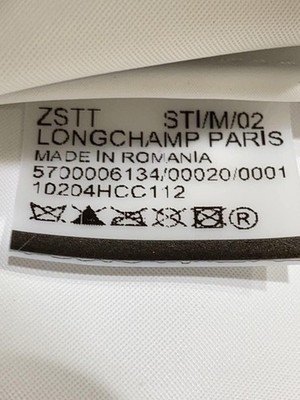 ZSTT STI/M/02
LONGCHAMP PARIS
MADE IN ROMANIA
5700006134/00020/0001
10204HCC112
®